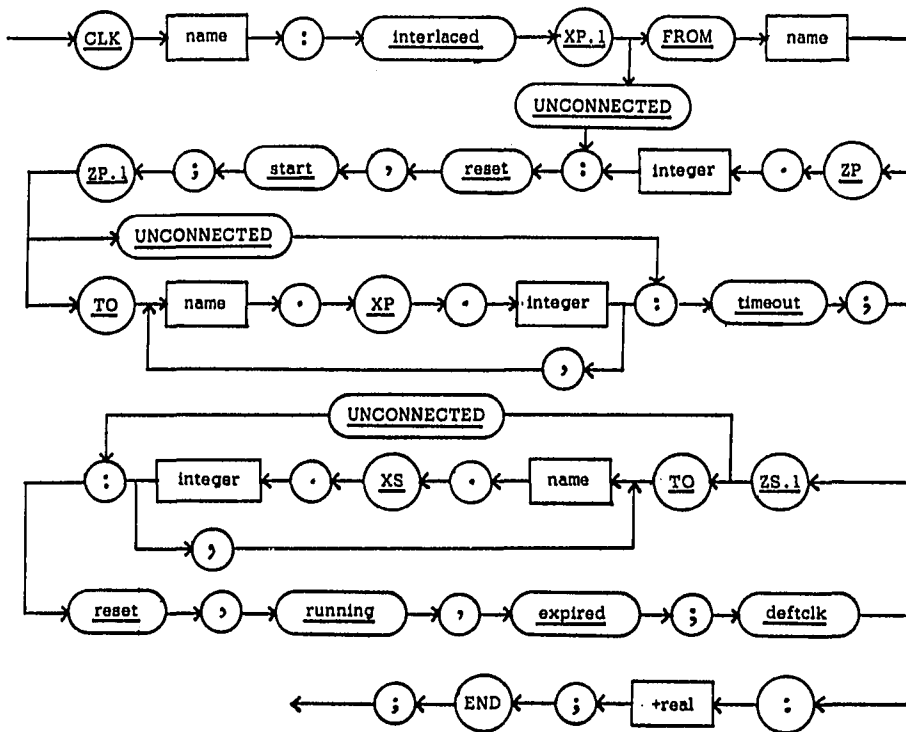 CLK name : interlaced XP.1 FROM name
UNCONNECTED
ZP.1 ; start , reset : integer . ZP
UNCONNECTED
TO name . XP . integer : timeout ;
,
UNCONNECTED
: integer . XS . name TO ZS.1
,
reset , running , expired ; deftclk
; END ; +real :